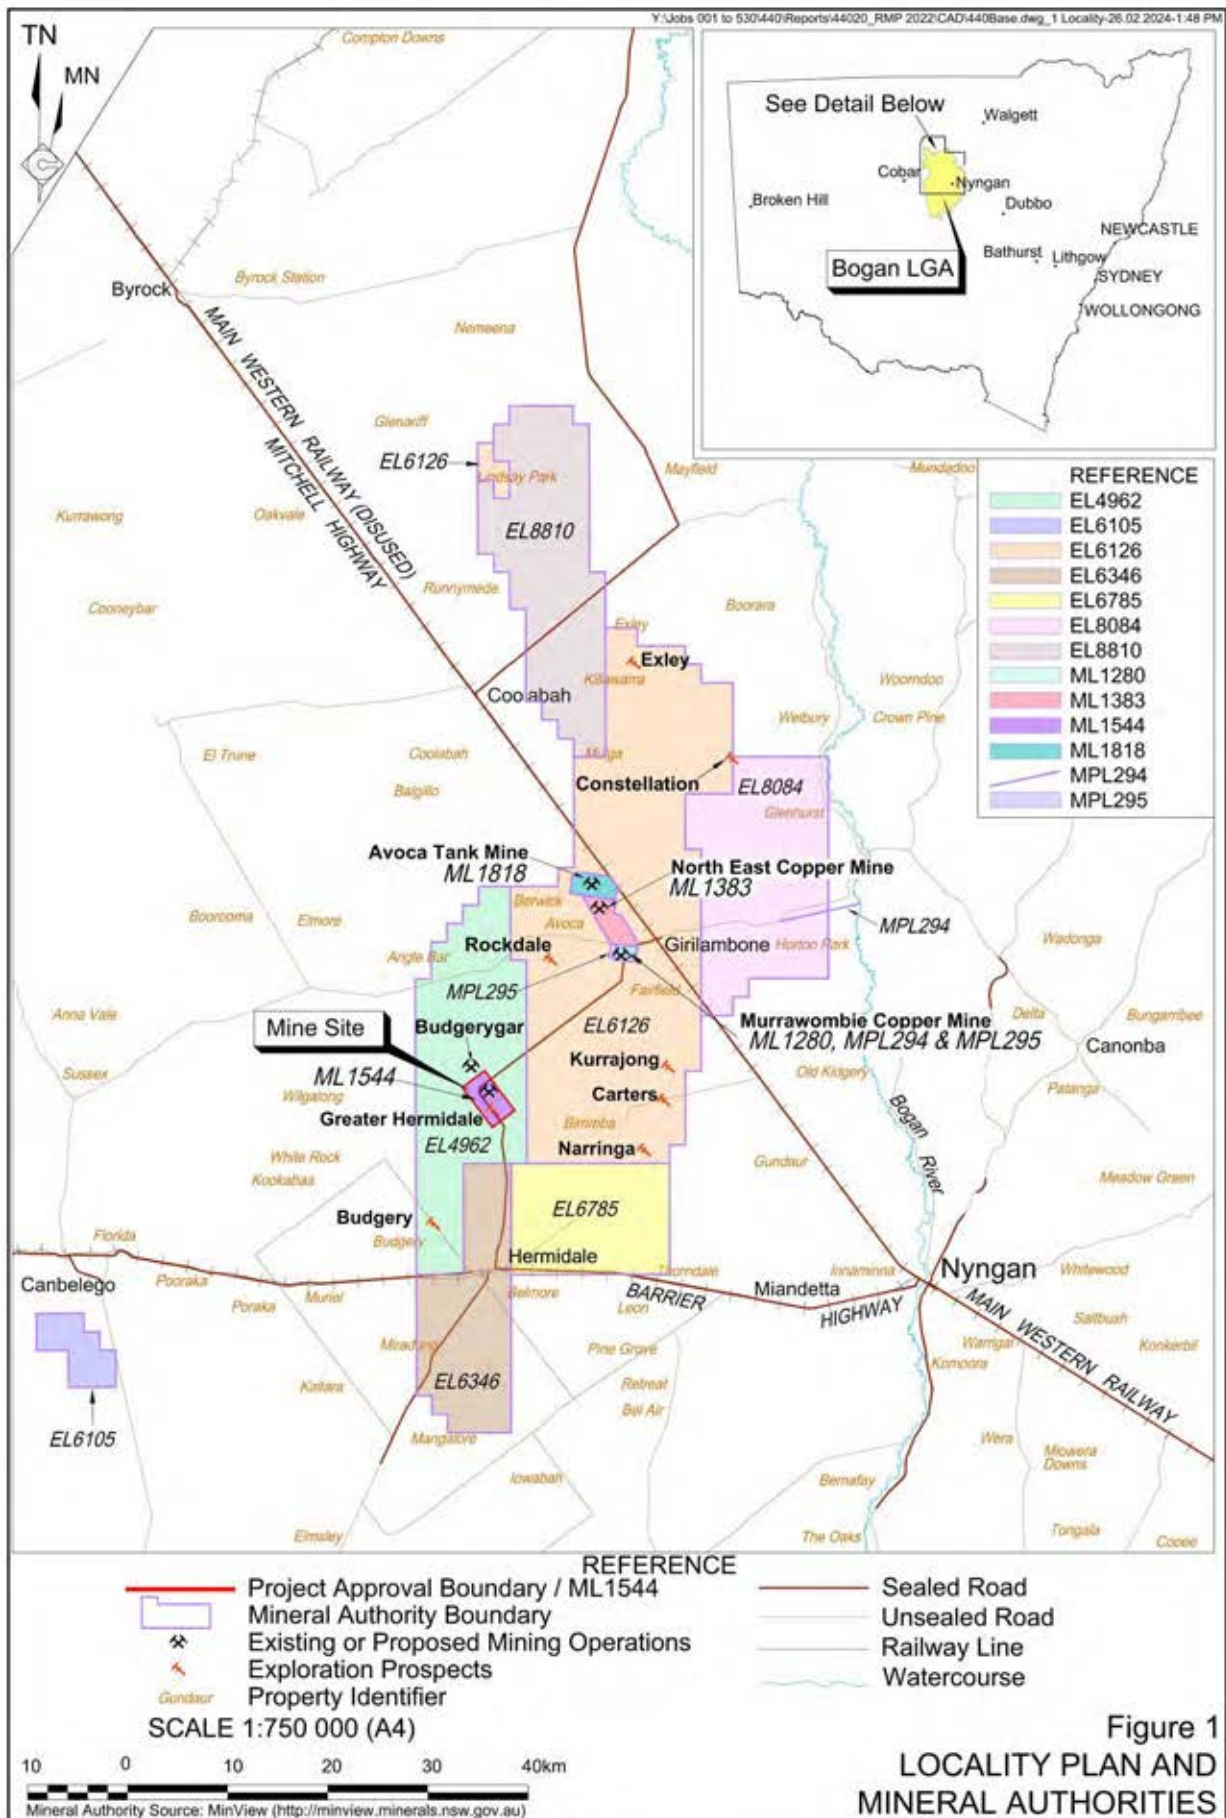 Y:\Jobs 001 to 530\440\Reports\44020_RMP 2022\CAD\440Base.dwg_1 Locality-26.02.2024-1:48 PM
TN
MN
Compton Downs
See Detail Below
Walgett
Cobar
Nyngan
Broken Hill
Dubbo
NEWCASTLE
Bathurst
Lithgow
SYDNEY
WOLLONGONG
Bogan LGA
Byrock
Byrock Station
Nemeena
MAIN WESTERN RAILWAY (DISUSED)
MITCHELL HIGHWAY
Glenariff
EL6126
Lindsay Park
Mayfield
Mundadoo
Kurrawong
Oakvale
EL8810
REFERENCE
EL4962
EL6105
EL6126
EL6346
EL6785
EL8084
EL8810
ML1280
ML1383
ML1544
ML1818
MPL294
MPL295
Runnymede
Cooneybar
Boorara
Exley
Exley
Killawarra
Woorndoo
Coolabah
Welbury
Crown Pine
El Trune
Coolabah
Mulga
Constellation
EL8084
Balgillo
Glenhurst
Avoca Tank Mine
ML1818
North East Copper Mine
ML1383
Berwick
Boorooma
Elmore
Avoca
MPL294
Rockdale
Girilambone
Horton Park
Wadonga
Angle Bar
MPL295
Fairfield
Anna Vale
Mine Site
Budgerygar
EL6126
Murrawombie Copper Mine
ML1280, MPL294 & MPL295
Delta
Bungarribee
Canonba
Sussex
ML1544
Kurrajong
Old Kidgery
Wilgalong
Carters
Patanga
Greater Hermidale
Bimmba
Bogan River
EL4962
Narringa
White Rock
Gundaur
Kookabaa
Meadow Green
Budgery
EL6785
Florida
Budgery
Hermidale
Canbelego
Pooraka
Thorndale
Innaminna
Nyngan
Whitewood
Muriel
Belmore
BARRIER
Miandetta
HIGHWAY
MAIN WESTERN RAILWAY
Poraka
Leon
Saltbush
Warrigal
Konkerbil
Pine Grove
Komoora
EL6346
Kallara
Retreat
Bel Air
EL6105
Mangalore
Wera
Miowera
Downs
Iowabah
Bernafay
Elmsley
The Oaks
Tongala
Cooee
REFERENCE
Project Approval Boundary / ML1544
Mineral Authority Boundary
Existing or Proposed Mining Operations
Exploration Prospects
Gundaur Property Identifier
Sealed Road
Unsealed Road
Railway Line
Watercourse
SCALE 1:750 000 (A4)
10 0 10 20 30 40km
Mineral Authority Source: MinView (http://minview.minerals.nsw.gov.au)
Figure 1
LOCALITY PLAN AND
MINERAL AUTHORITIES